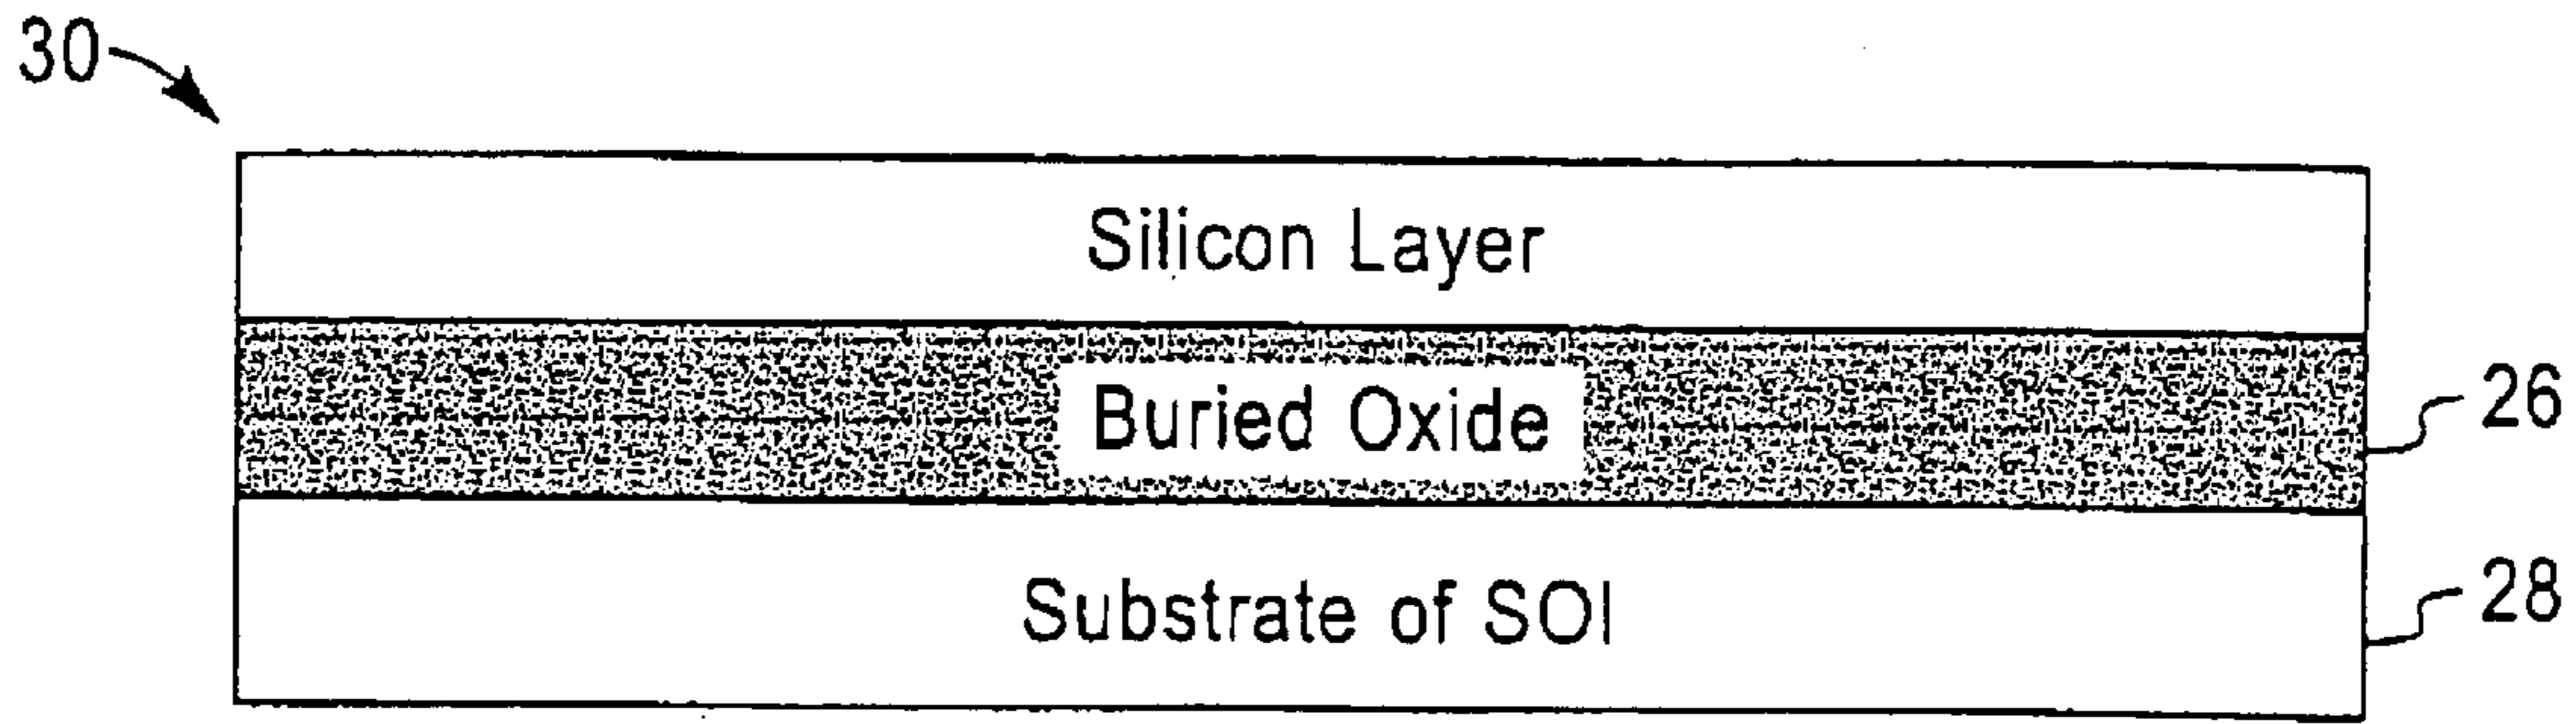 30
Silicon Layer
Buried Oxide
26
Substrate of SOI
28